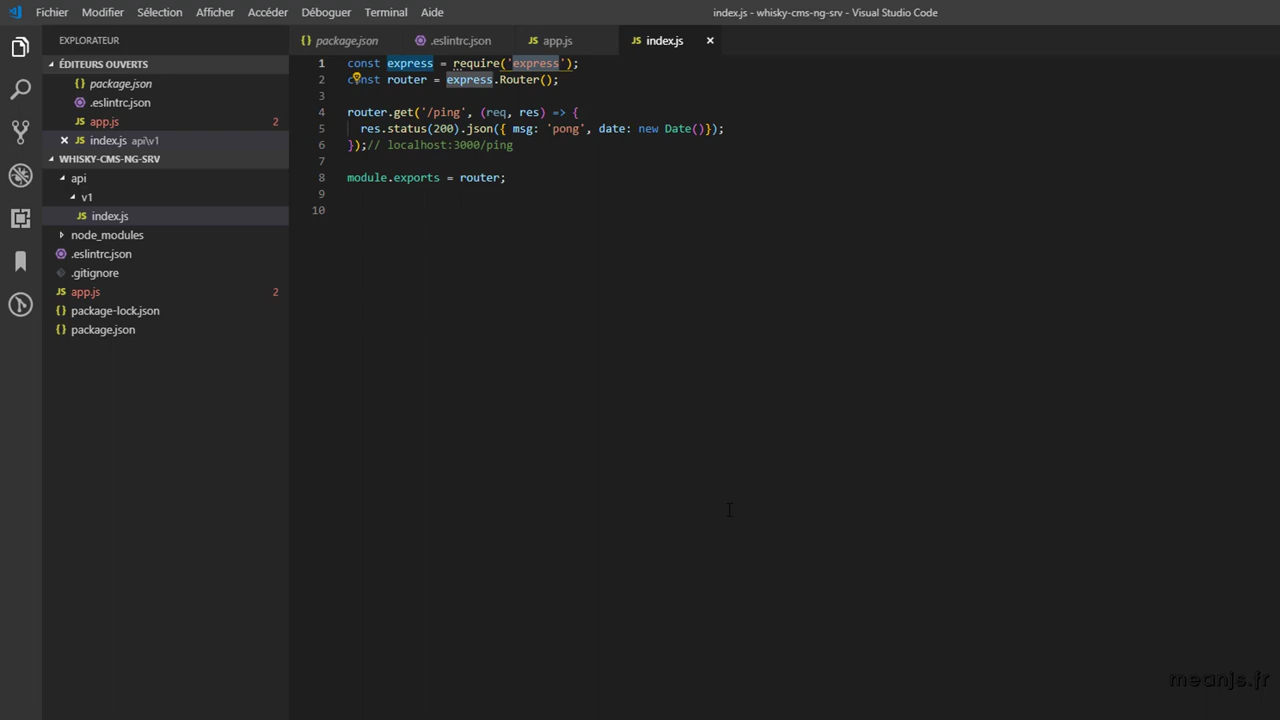 Fichier Modifier Sélection Afficher Accéder Déboguer Terminal Aide index.js - whisky-cms-ng-srv - Visual Studio Code
EXPLORATEUR
ÉDITEURS OUVERTS
package.json
.eslintrc.json
app.js 2
index.js api\v1
WHISKY-CMS-NG-SRV
api
v1
JS index.js
node_modules
.eslintrc.json
.gitignore
JS app.js 2
{} package-lock.json
{} package.json
{} package.json .eslintrc.json JS app.js JS index.js
1 const express = require('express');
2 const router = express.Router();
3
4 router.get('/ping', (req, res) => {
5 res.status(200).json({ msg: 'pong', date: new Date()});
6 });// localhost:3000/ping
7
8 module.exports = router;
9
10
meanjs.fr